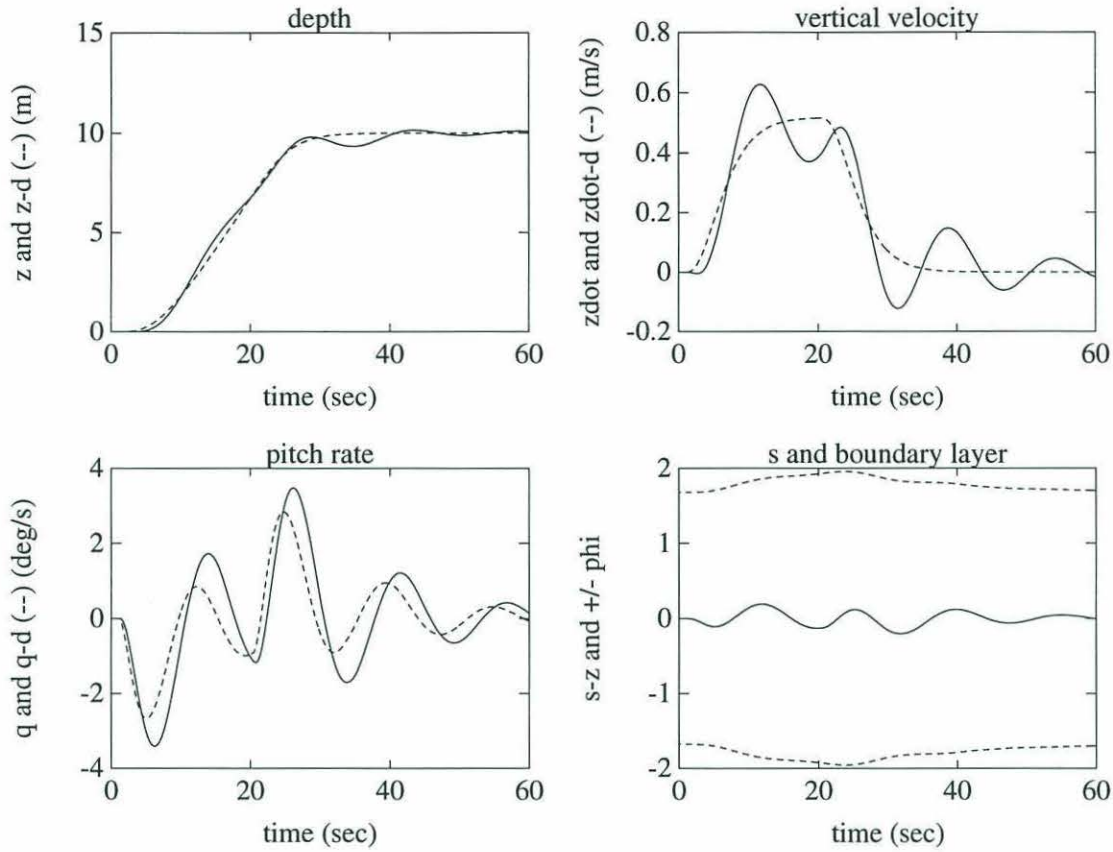 depth
15
10
5
0
z and z-d (--) (m)
0 20 40 60
time (sec)
vertical velocity
0.8
0.6
0.4
0.2
0
-0.2
zdot and zdot-d (--) (m/s)
0 20 40 60
time (sec)
pitch rate
4
2
0
-2
-4
q and q-d (--) (deg/s)
0 20 40 60
time (sec)
s and boundary layer
2
1
0
-1
-2
s-z and +/- phi
0 20 40 60
time (sec)